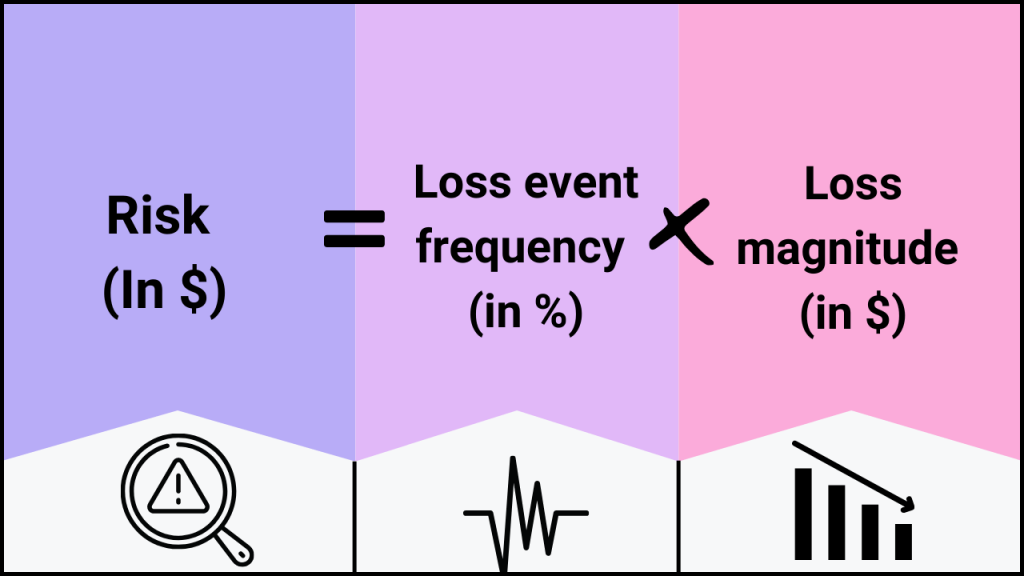 Risk
(In $)
=
Loss event
frequency
(in %)
×
Loss
magnitude
(in $)